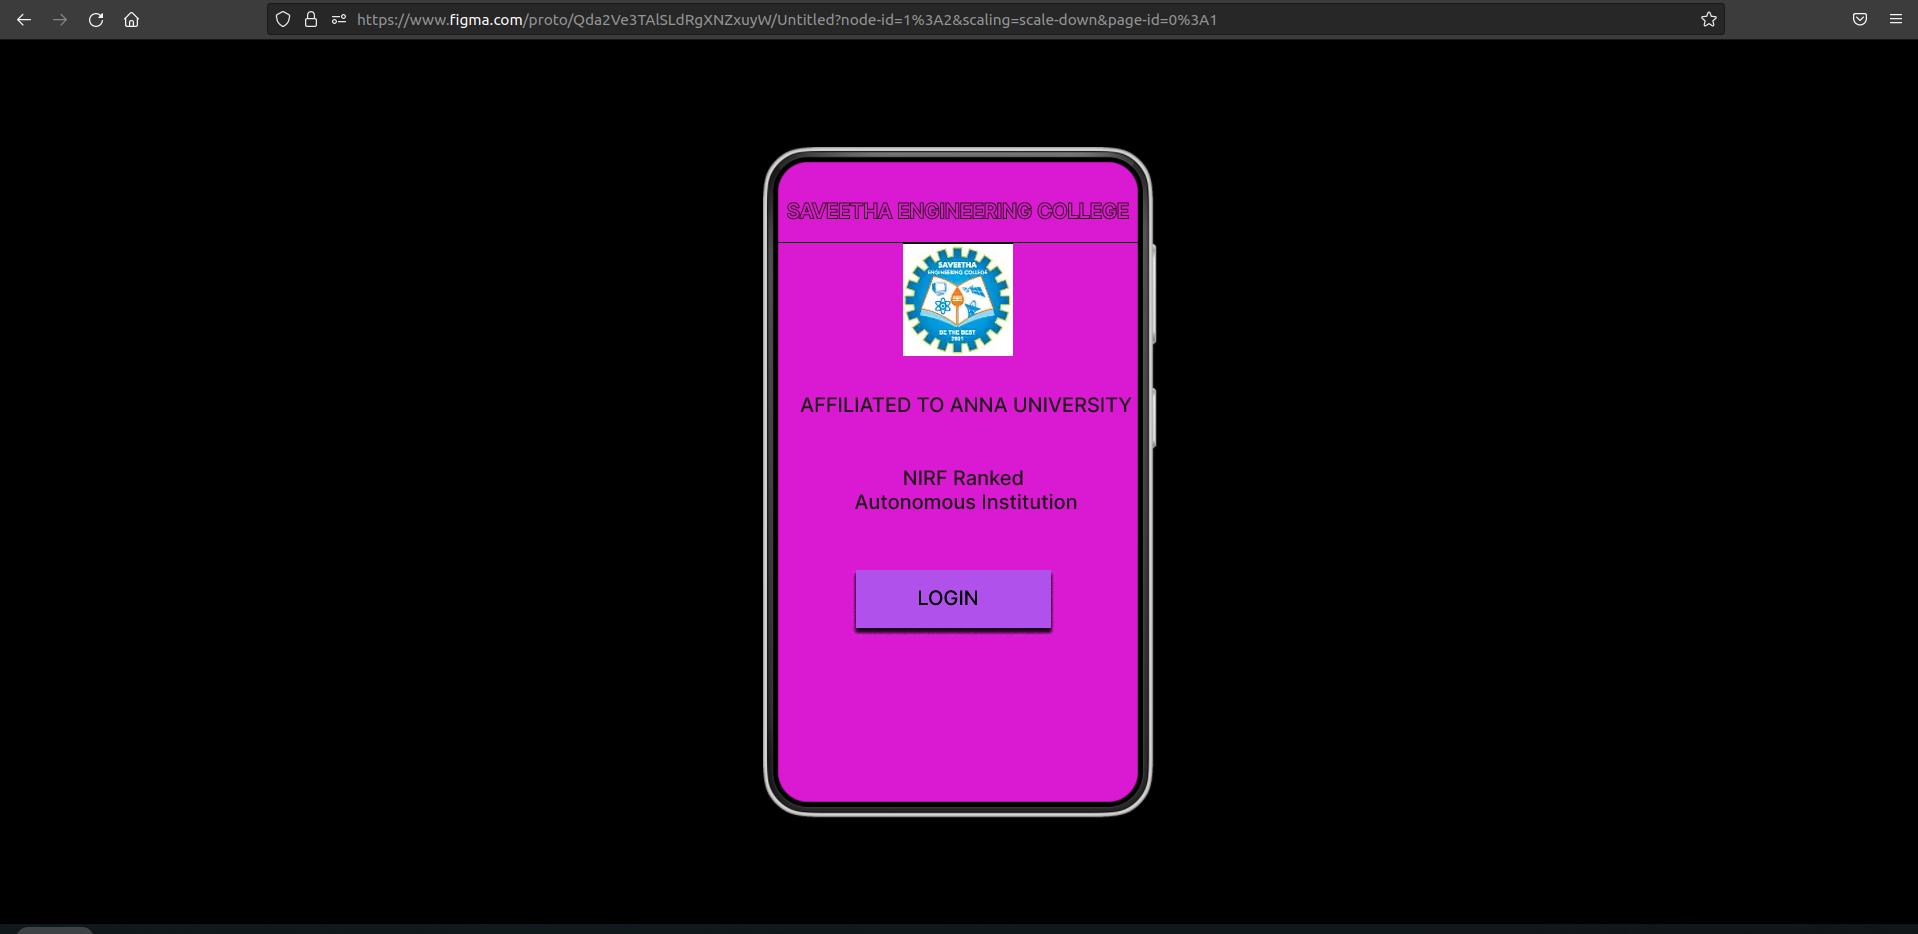 https://www.figma.com/proto/Qda2Ve3TAlSLdRgXNZxuyW/Untitled?node-id=1%3A2&scaling=scale-down&page-id=0%3A1
SAVEETHA ENGINEERING COLLEGE
SAVEETHA
ENGINEERING COLLEGE
BE THE BEST
2001
AFFILIATED TO ANNA UNIVERSITY
NIRF Ranked
Autonomous Institution
LOGIN